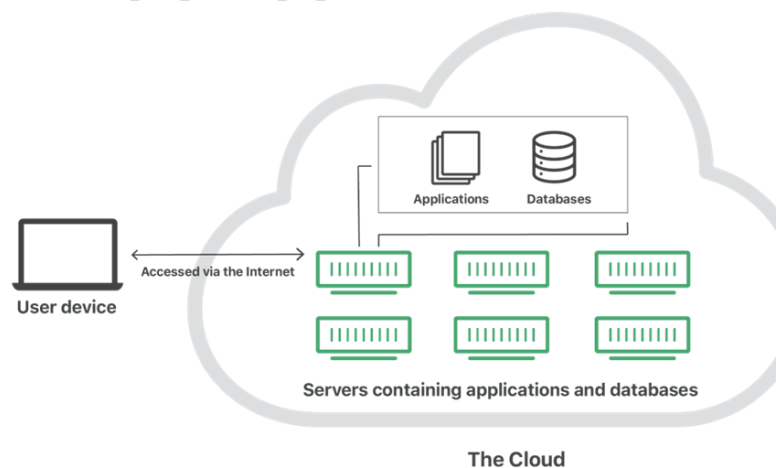 Applications
Databases
Accessed via the Internet
User device
Servers containing applications and databases
The Cloud